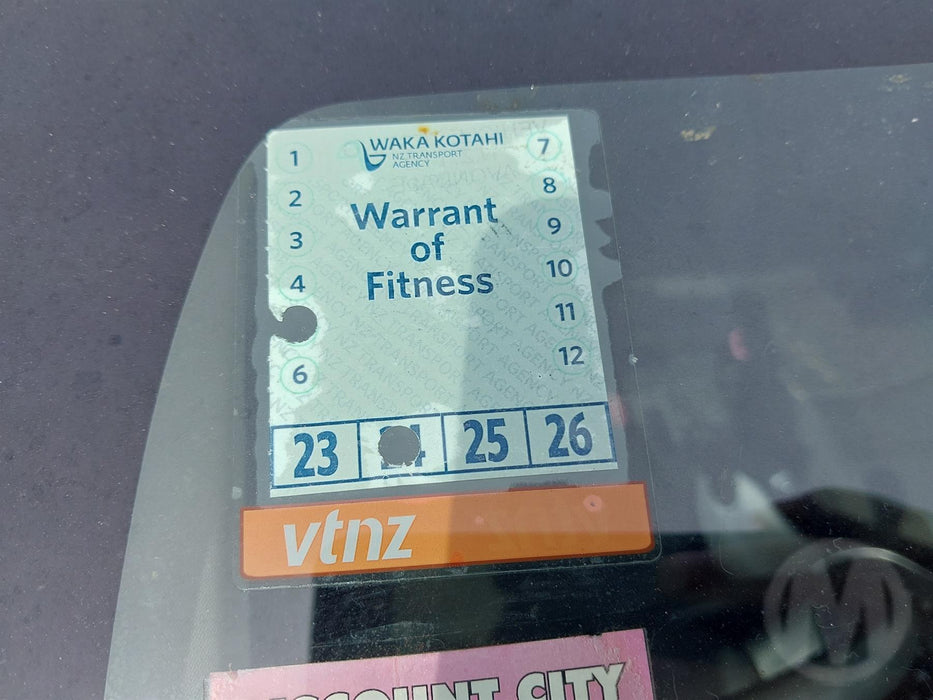 WAKA KOTAHI
NZ TRANSPORT
AGENCY
Warrant
of
Fitness
1
2
3
4
6
7
8
9
10
11
12
23 25 26
vtnz
CITY
M